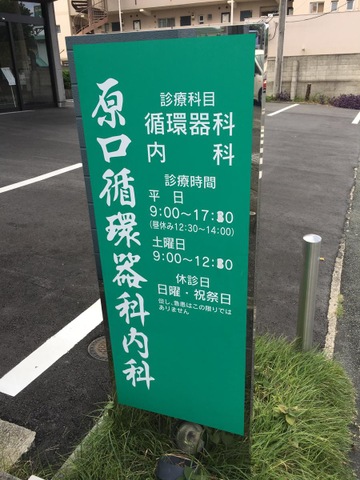 原口循環器科内科
診療科目
循環器科
内　科
診療時間
平　日
9:00～17:30
(昼休み12:30～14:00)
土曜日
9:00～12:30
休診日
日曜・祝祭日
但し、急患はこの限りでは
ありません